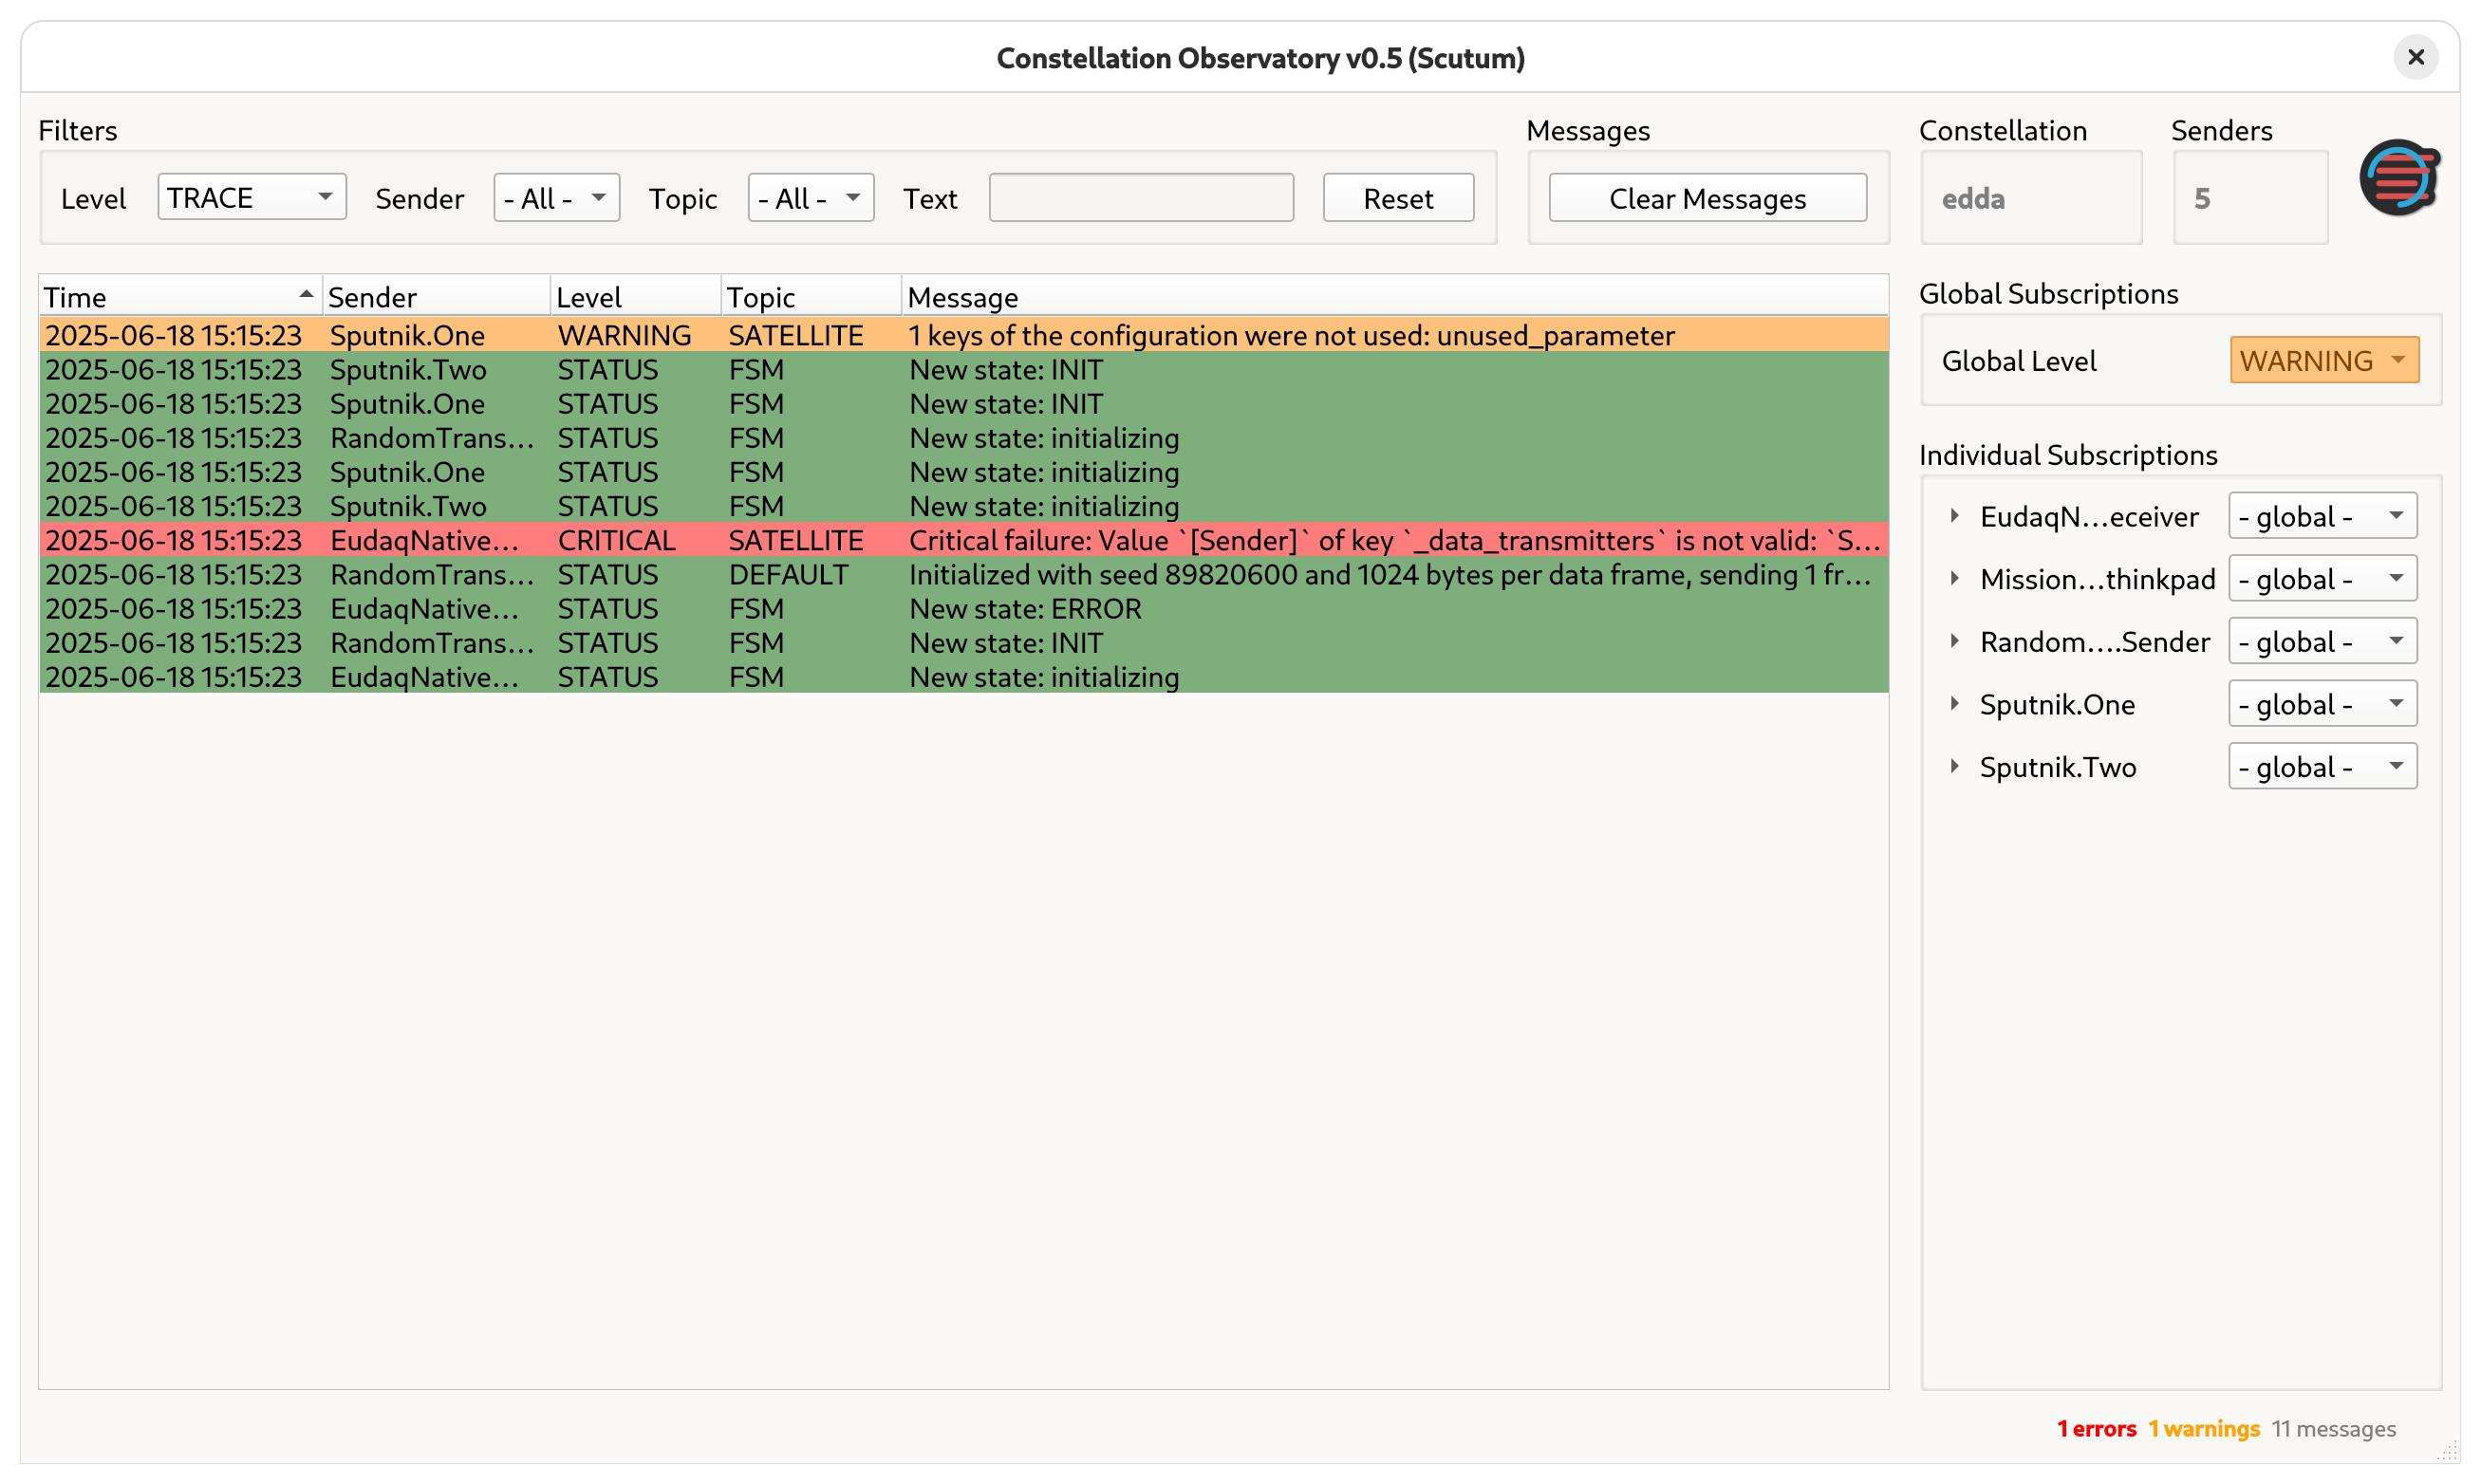 Constellation Observatory v0.5 (Scutum)
Filters
Level TRACE Sender - All - Topic - All - Text Reset
Messages
Clear Messages
Constellation
edda
Senders
5
Time Sender Level Topic Message
2025-06-18 15:15:23 Sputnik.One WARNING SATELLITE 1 keys of the configuration were not used: unused_parameter
2025-06-18 15:15:23 Sputnik.Two STATUS FSM New state: INIT
2025-06-18 15:15:23 Sputnik.One STATUS FSM New state: INIT
2025-06-18 15:15:23 RandomTrans... STATUS FSM New state: initializing
2025-06-18 15:15:23 Sputnik.One STATUS FSM New state: initializing
2025-06-18 15:15:23 Sputnik.Two STATUS FSM New state: initializing
2025-06-18 15:15:23 EudaqNative... CRITICAL SATELLITE Critical failure: Value `[Sender]` of key `_data_transmitters` is not valid: `S...
2025-06-18 15:15:23 RandomTrans... STATUS DEFAULT Initialized with seed 89820600 and 1024 bytes per data frame, sending 1 fr...
2025-06-18 15:15:23 EudaqNative... STATUS FSM New state: ERROR
2025-06-18 15:15:23 RandomTrans... STATUS FSM New state: INIT
2025-06-18 15:15:23 EudaqNative... STATUS FSM New state: initializing
Global Subscriptions
Global Level WARNING
Individual Subscriptions
EudaqN...eceiver - global -
Mission...thinkpad - global -
Random....Sender - global -
Sputnik.One - global -
Sputnik.Two - global -
1 errors 1 warnings 11 messages